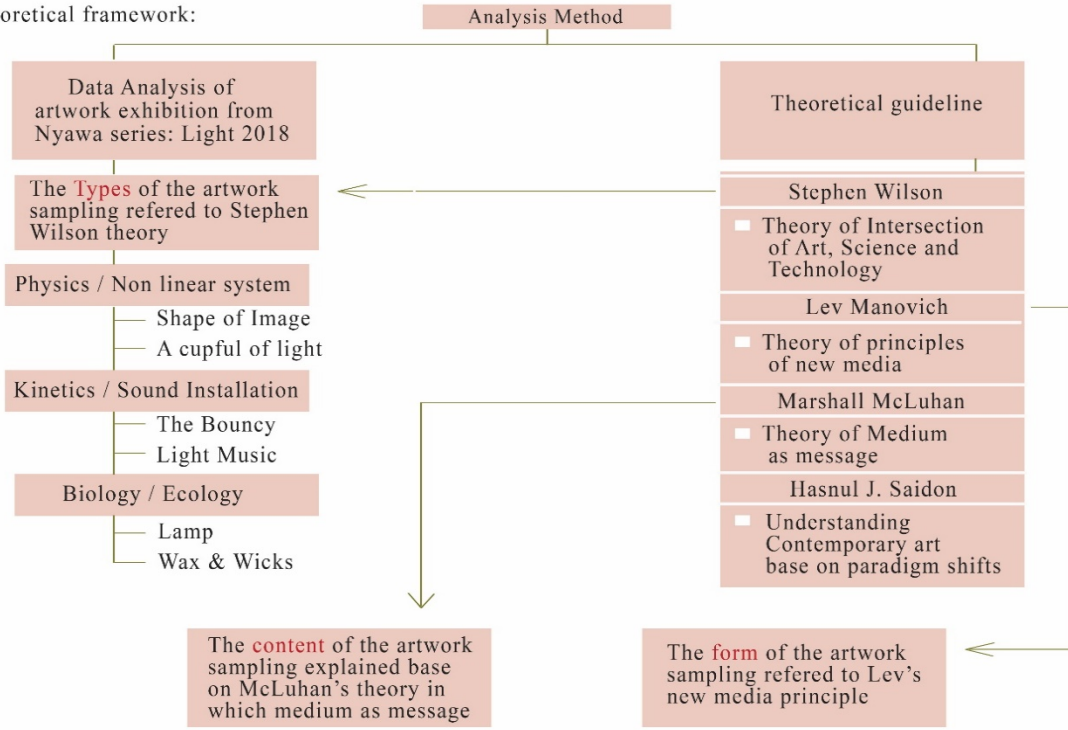 oretical framework:
Analysis Method
Data Analysis of
artwork exhibition from
Nyawa series: Light 2018
The Types of the artwork
sampling refered to Stephen
Wilson theory
Physics / Non linear system
Shape of Image
A cupful of light
Kinetics / Sound Installation
The Bouncy
Light Music
Biology / Ecology
Lamp
Wax & Wicks
Theoretical guideline
Stephen Wilson
Theory of Intersection
of Art, Science and
Technology
Lev Manovich
Theory of principles
of new media
Marshall McLuhan
Theory of Medium
as message
Hasnul J. Saidon
Understanding
Contemporary art
base on paradigm shifts
The content of the artwork
sampling explained base
on McLuhan's theory in
which medium as message
The form of the artwork
sampling refered to Lev's
new media principle